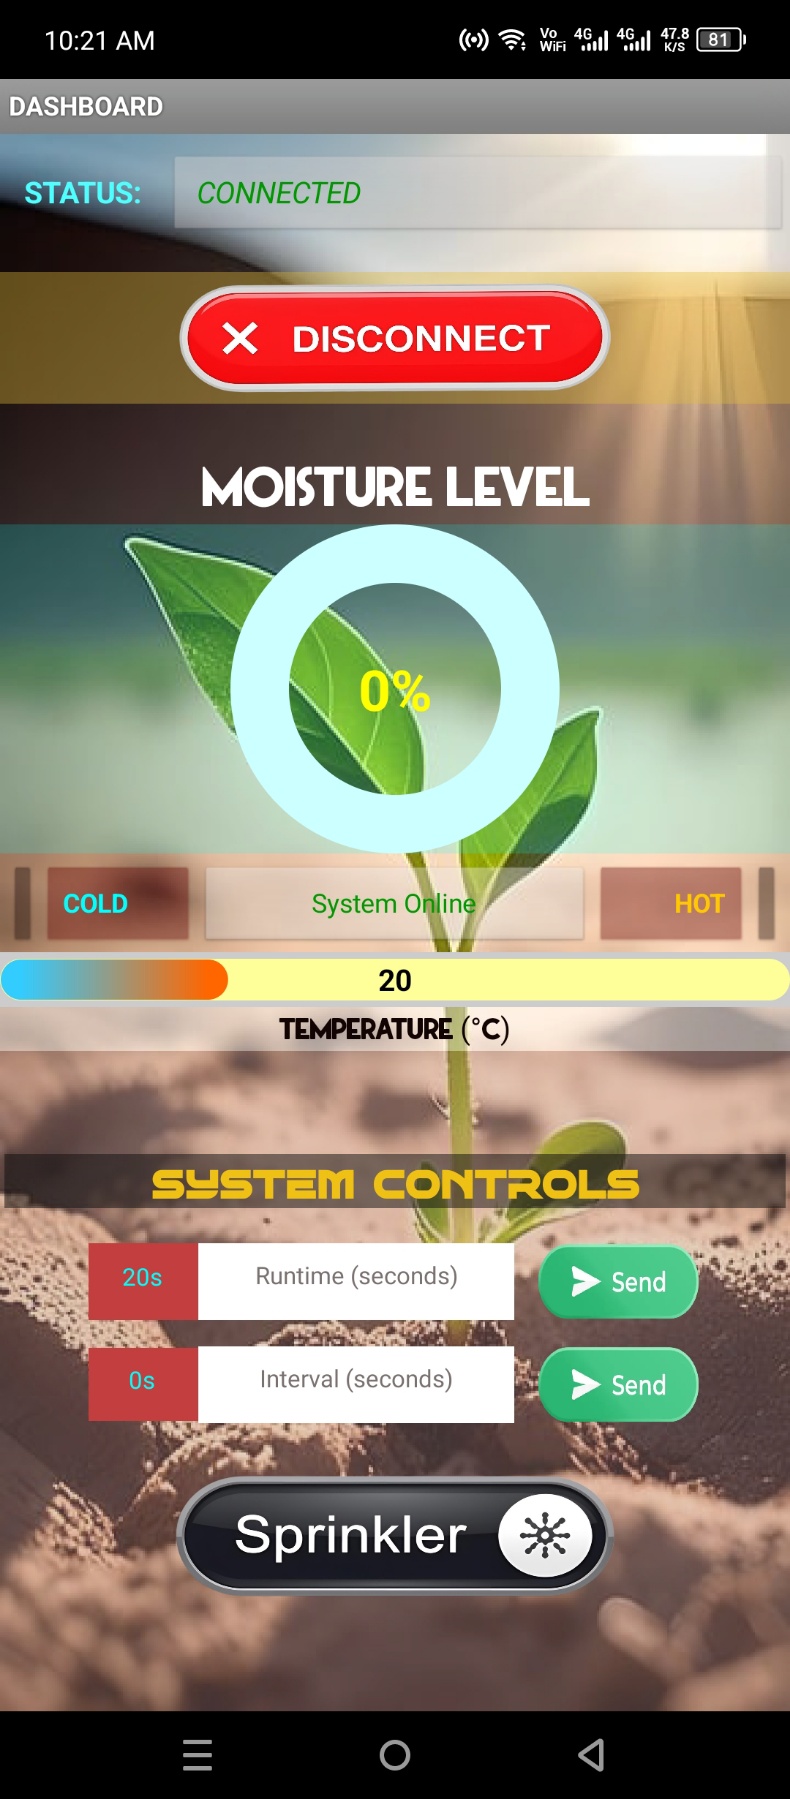 10:21 AM Vo WiFi 4G 4G 47.8 K/S 81
DASHBOARD
STATUS: CONNECTED
DISCONNECT
MOISTURE LEVEL
0%
COLD System Online HOT
20
TEMPERATURE (°C)
SYSTEM CONTROLS
20s Runtime (seconds) Send
0s Interval (seconds) Send
Sprinkler